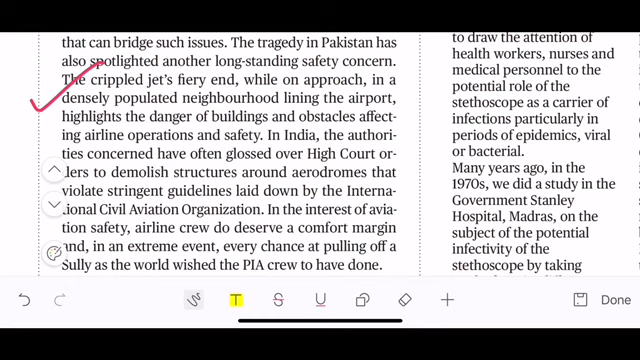 that can bridge such issues. The tragedy in Pakistan has
also spotlighted another long-standing safety concern.
The crippled jet's fiery end, while on approach, in a
densely populated neighbourhood lining the airport,
highlights the danger of buildings and obstacles affect-
ing airline operations and safety. In India, the authori-
ties concerned have often glossed over High Court or-
ders to demolish structures around aerodromes that
violate stringent guidelines laid down by the Interna-
tional Civil Aviation Organization. In the interest of avia-
tion safety, airline crew do deserve a comfort margin
and, in an extreme event, every chance at pulling off a
Sully as the world wished the PIA crew to have done.
to draw the attention of
health workers, nurses and
medical personnel to the
potential role of the
stethoscope as a carrier of
infections particularly in
periods of epidemics, viral
or bacterial.
Many years ago, in the
1970s, we did a study in the
Government Stanley
Hospital, Madras, on the
subject of the potential
infectivity of the
stethoscope by taking
T S U
Done